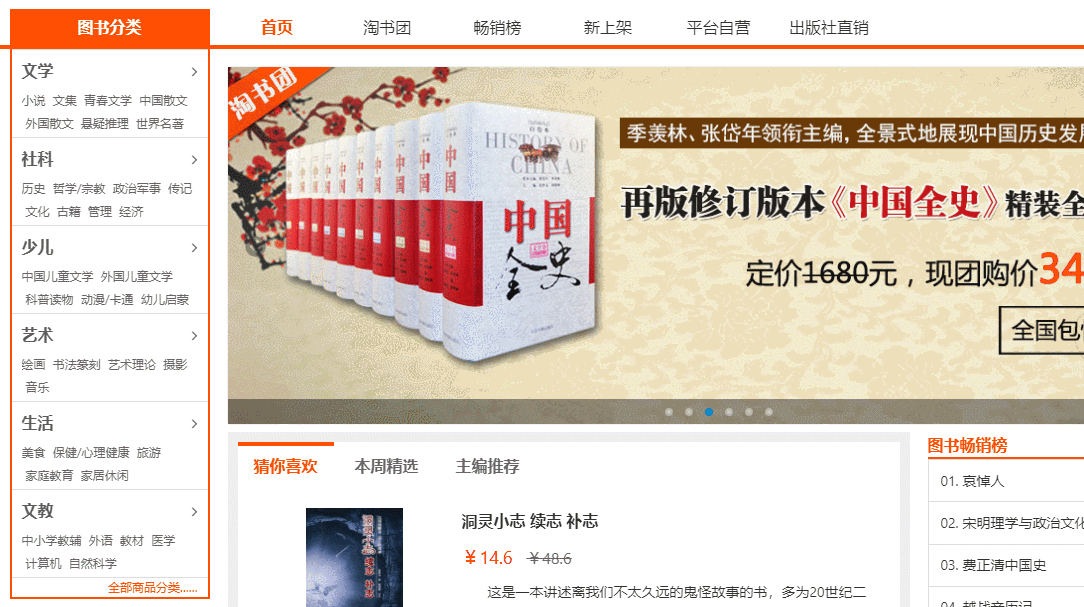 图书分类
首页 淘书团 畅销榜 新上架 平台自营 出版社直销
文学
小说 文集 青春文学 中国散文
外国散文 悬疑推理 世界名著
社科
历史 哲学/宗教 政治军事 传记
文化 古籍 管理 经济
少儿
中国儿童文学 外国儿童文学
科普读物 动漫/卡通 幼儿启蒙
艺术
绘画 书法篆刻 艺术理论 摄影
音乐
生活
美食 保健/心理健康 旅游
家庭教育 家居休闲
文教
中小学教辅 外语 教材 医学
计算机 自然科学
全部商品分类......
淘书团
HISTORY OF
CHINA
中国
全史
季羡林、张岱年领衔主编, 全景式地展现中国历史发
再版修订版本《中国全史》精装全
定价1680元，现团购价34
全国包
猜你喜欢 本周精选 主编推荐
洞灵小志 续志 补志
￥14.6 ￥48.6
这是一本讲述离我们不太久远的鬼怪故事的书，多为20世纪二
图书畅销榜
01. 哀悼人
02. 宋明理学与政治文化
03. 费正清中国史
04. 越战亲历记